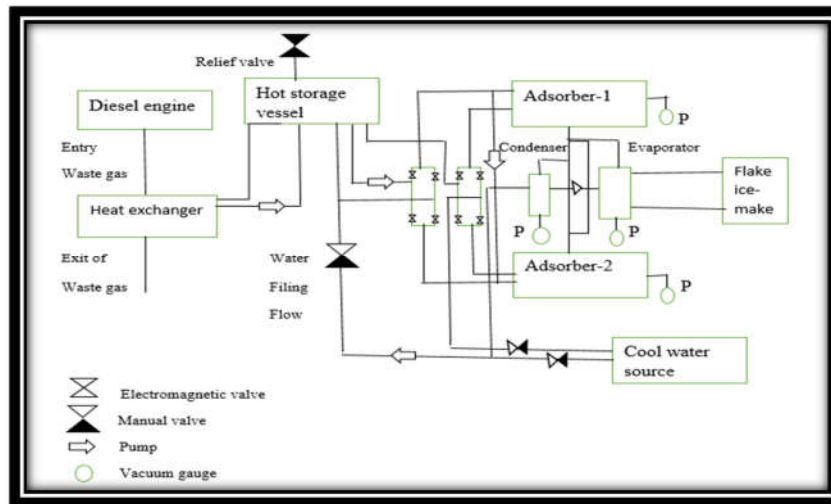 Relief valve
Diesel engine
Hot storage
vessel
Adsorber-1
P
Entry
Waste gas
Condenser
Evaporator
Flake
ice-
make
Heat exchanger
P
P
Exit of
Waste gas
Water
Filing
Flow
Adsorber-2
P
Cool water
source
Electromagnetic valve
Manual valve
Pump
Vacuum gauge